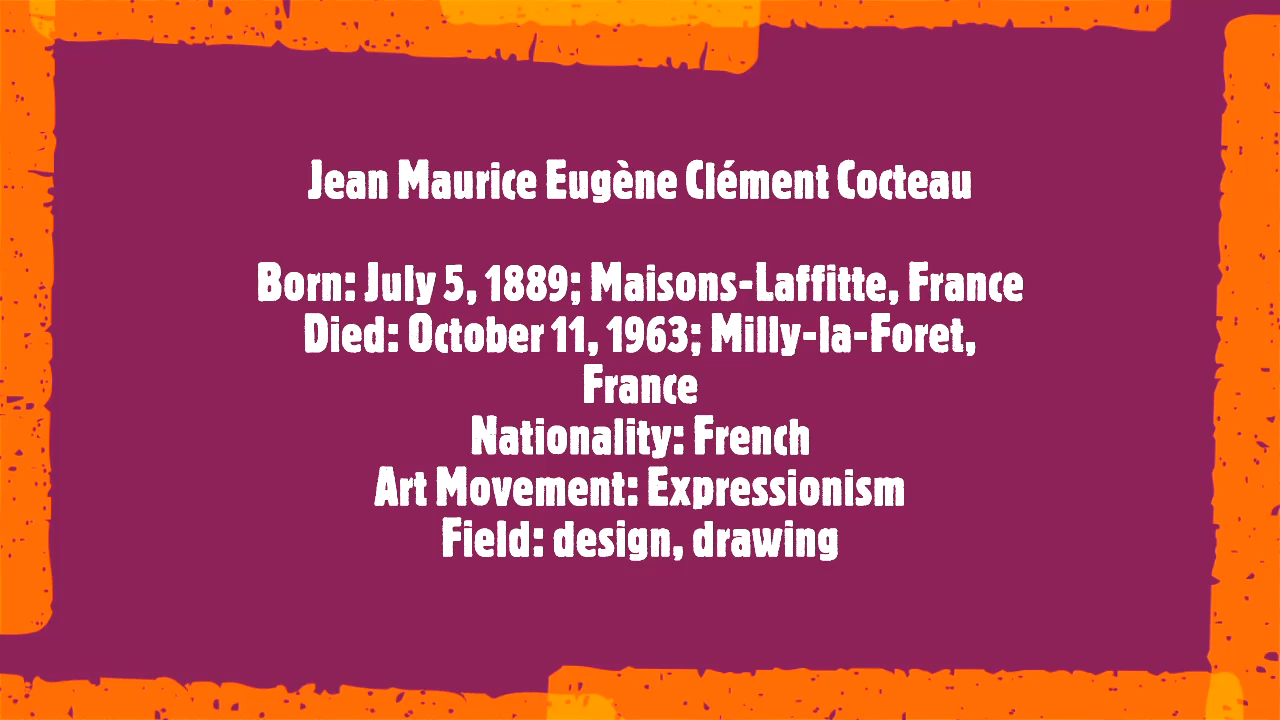 Jean Maurice Eugène Clément Cocteau
Born: July 5, 1889; Maisons-Laffitte, France
Died: October 11, 1963; Milly-la-Foret,
France
Nationality: French
Art Movement: Expressionism
Field: design, drawing